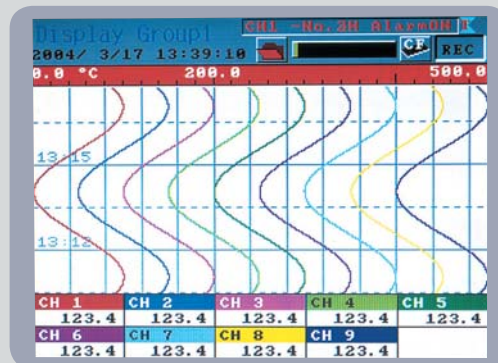 Display Group1 CH1 -No.2H AlarmON
2004/ 3/17 13:39:10 CF REC
0.0 °C 200.0 500.0
13:15
13:12
CH 1 CH 2 CH 3 CH 4 CH 5
123.4 123.4 123.4 123.4 123.4
CH 6 CH 7 CH 8 CH 9
123.4 123.4 123.4 123.4